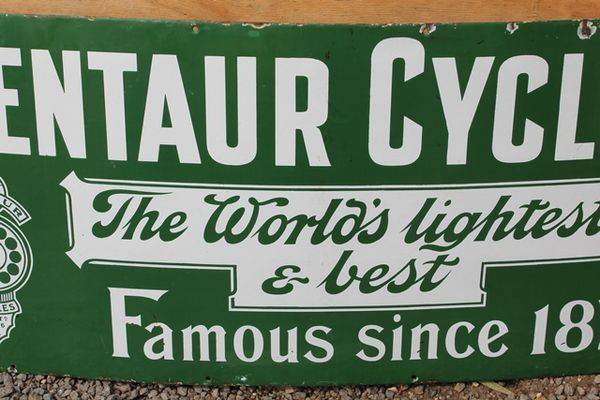 ENTAUR CYCL
The World's lightest
& best
Famous since 18